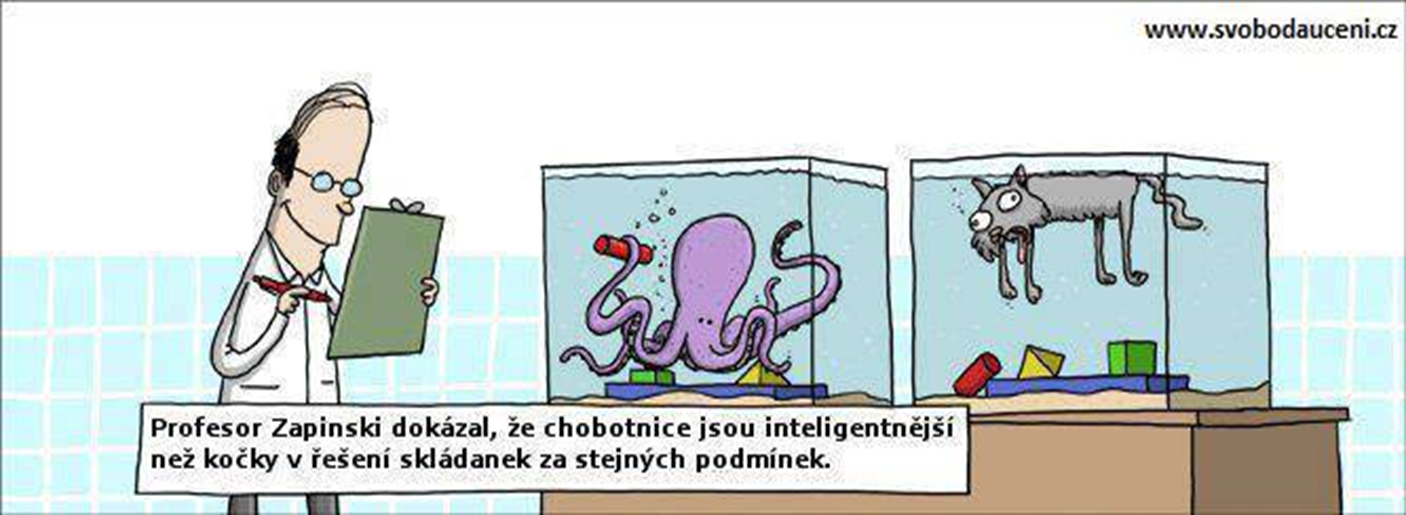 www.svobodauceni.cz
Profesor Zapinski dokázal, že chobotnice jsou inteligentnější
než kočky v řešení skládanek za stejných podmínek.